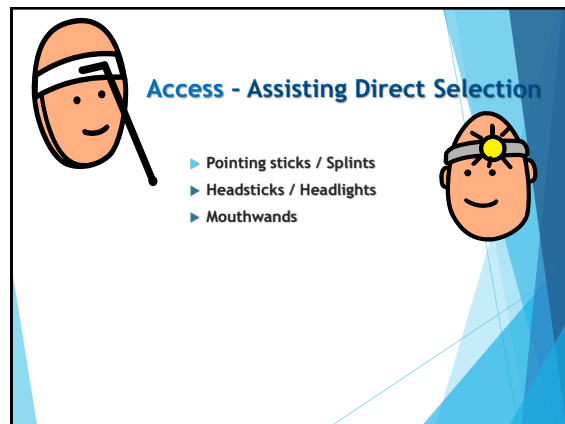 Access - Assisting Direct Selection
Pointing sticks / Splints
Headsticks / Headlights
Mouthwands